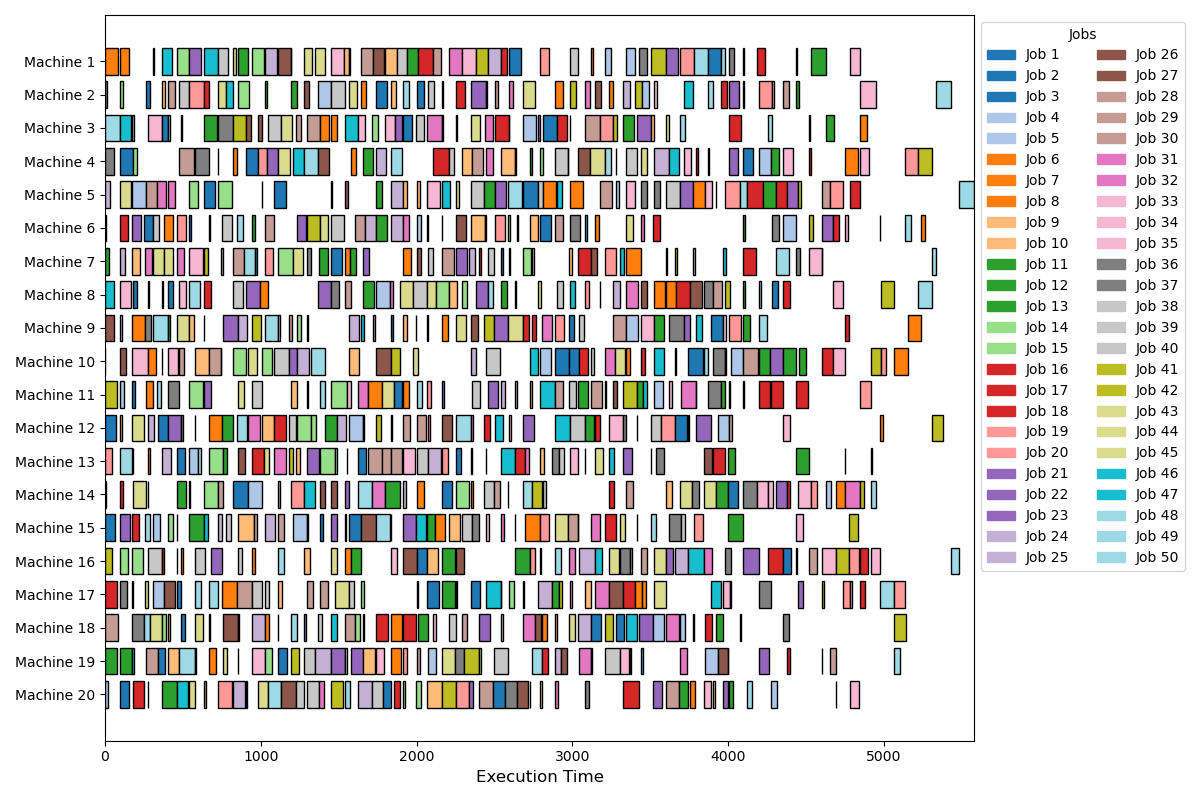 Machine 1
Machine 2
Machine 3
Machine 4
Machine 5
Machine 6
Machine 7
Machine 8
Machine 9
Machine 10
Machine 11
Machine 12
Machine 13
Machine 14
Machine 15
Machine 16
Machine 17
Machine 18
Machine 19
Machine 20
0 1000 2000 3000 4000 5000
Execution Time
Jobs
Job 1
Job 2
Job 3
Job 4
Job 5
Job 6
Job 7
Job 8
Job 9
Job 10
Job 11
Job 12
Job 13
Job 14
Job 15
Job 16
Job 17
Job 18
Job 19
Job 20
Job 21
Job 22
Job 23
Job 24
Job 25
Job 26
Job 27
Job 28
Job 29
Job 30
Job 31
Job 32
Job 33
Job 34
Job 35
Job 36
Job 37
Job 38
Job 39
Job 40
Job 41
Job 42
Job 43
Job 44
Job 45
Job 46
Job 47
Job 48
Job 49
Job 50